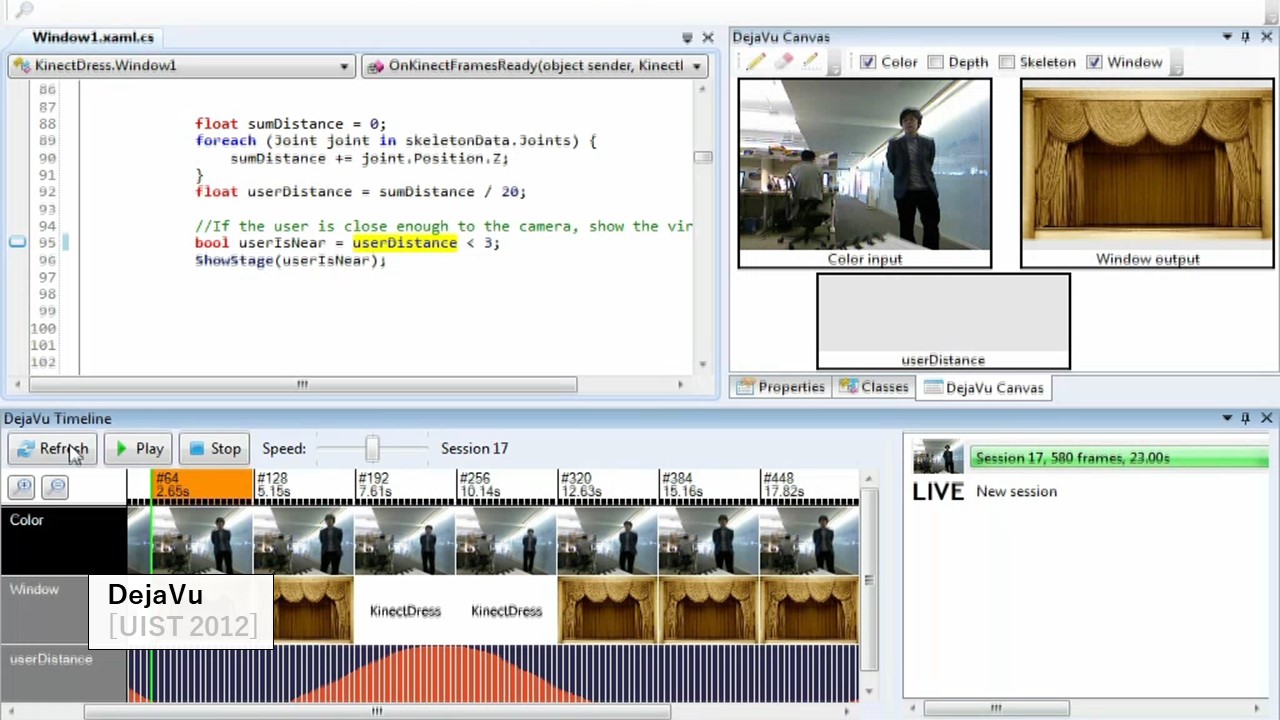 Window1.xaml.cs
KinectDress.Window1
OnKinectFramesReady(object sender, Kinectl
86
87
88 float sumDistance = 0;
89 foreach (Joint joint in skeletonData.Joints) {
90 sumDistance += joint.Position.Z;
91 }
92 float userDistance = sumDistance / 20;
93
94 //If the user is close enough to the camera, show the vir
95 bool userIsNear = userDistance < 3;
96 ShowStage(userIsNear);
97
98
99
100
101
102
DejaVu Canvas
Color Depth Skeleton Window
Color input
Window output
userDistance
Properties Classes DejaVu Canvas
DejaVu Timeline
Refresh Play Stop Speed: Session 17
#64 #128 #192 #256 #320 #384 #448
2.65s 5.15s 7.61s 10.14s 12.63s 15.16s 17.82s
Color
Window
KinectDress KinectDress
DejaVu
[UIST 2012]
userDistance
Session 17, 580 frames, 23.00s
LIVE New session